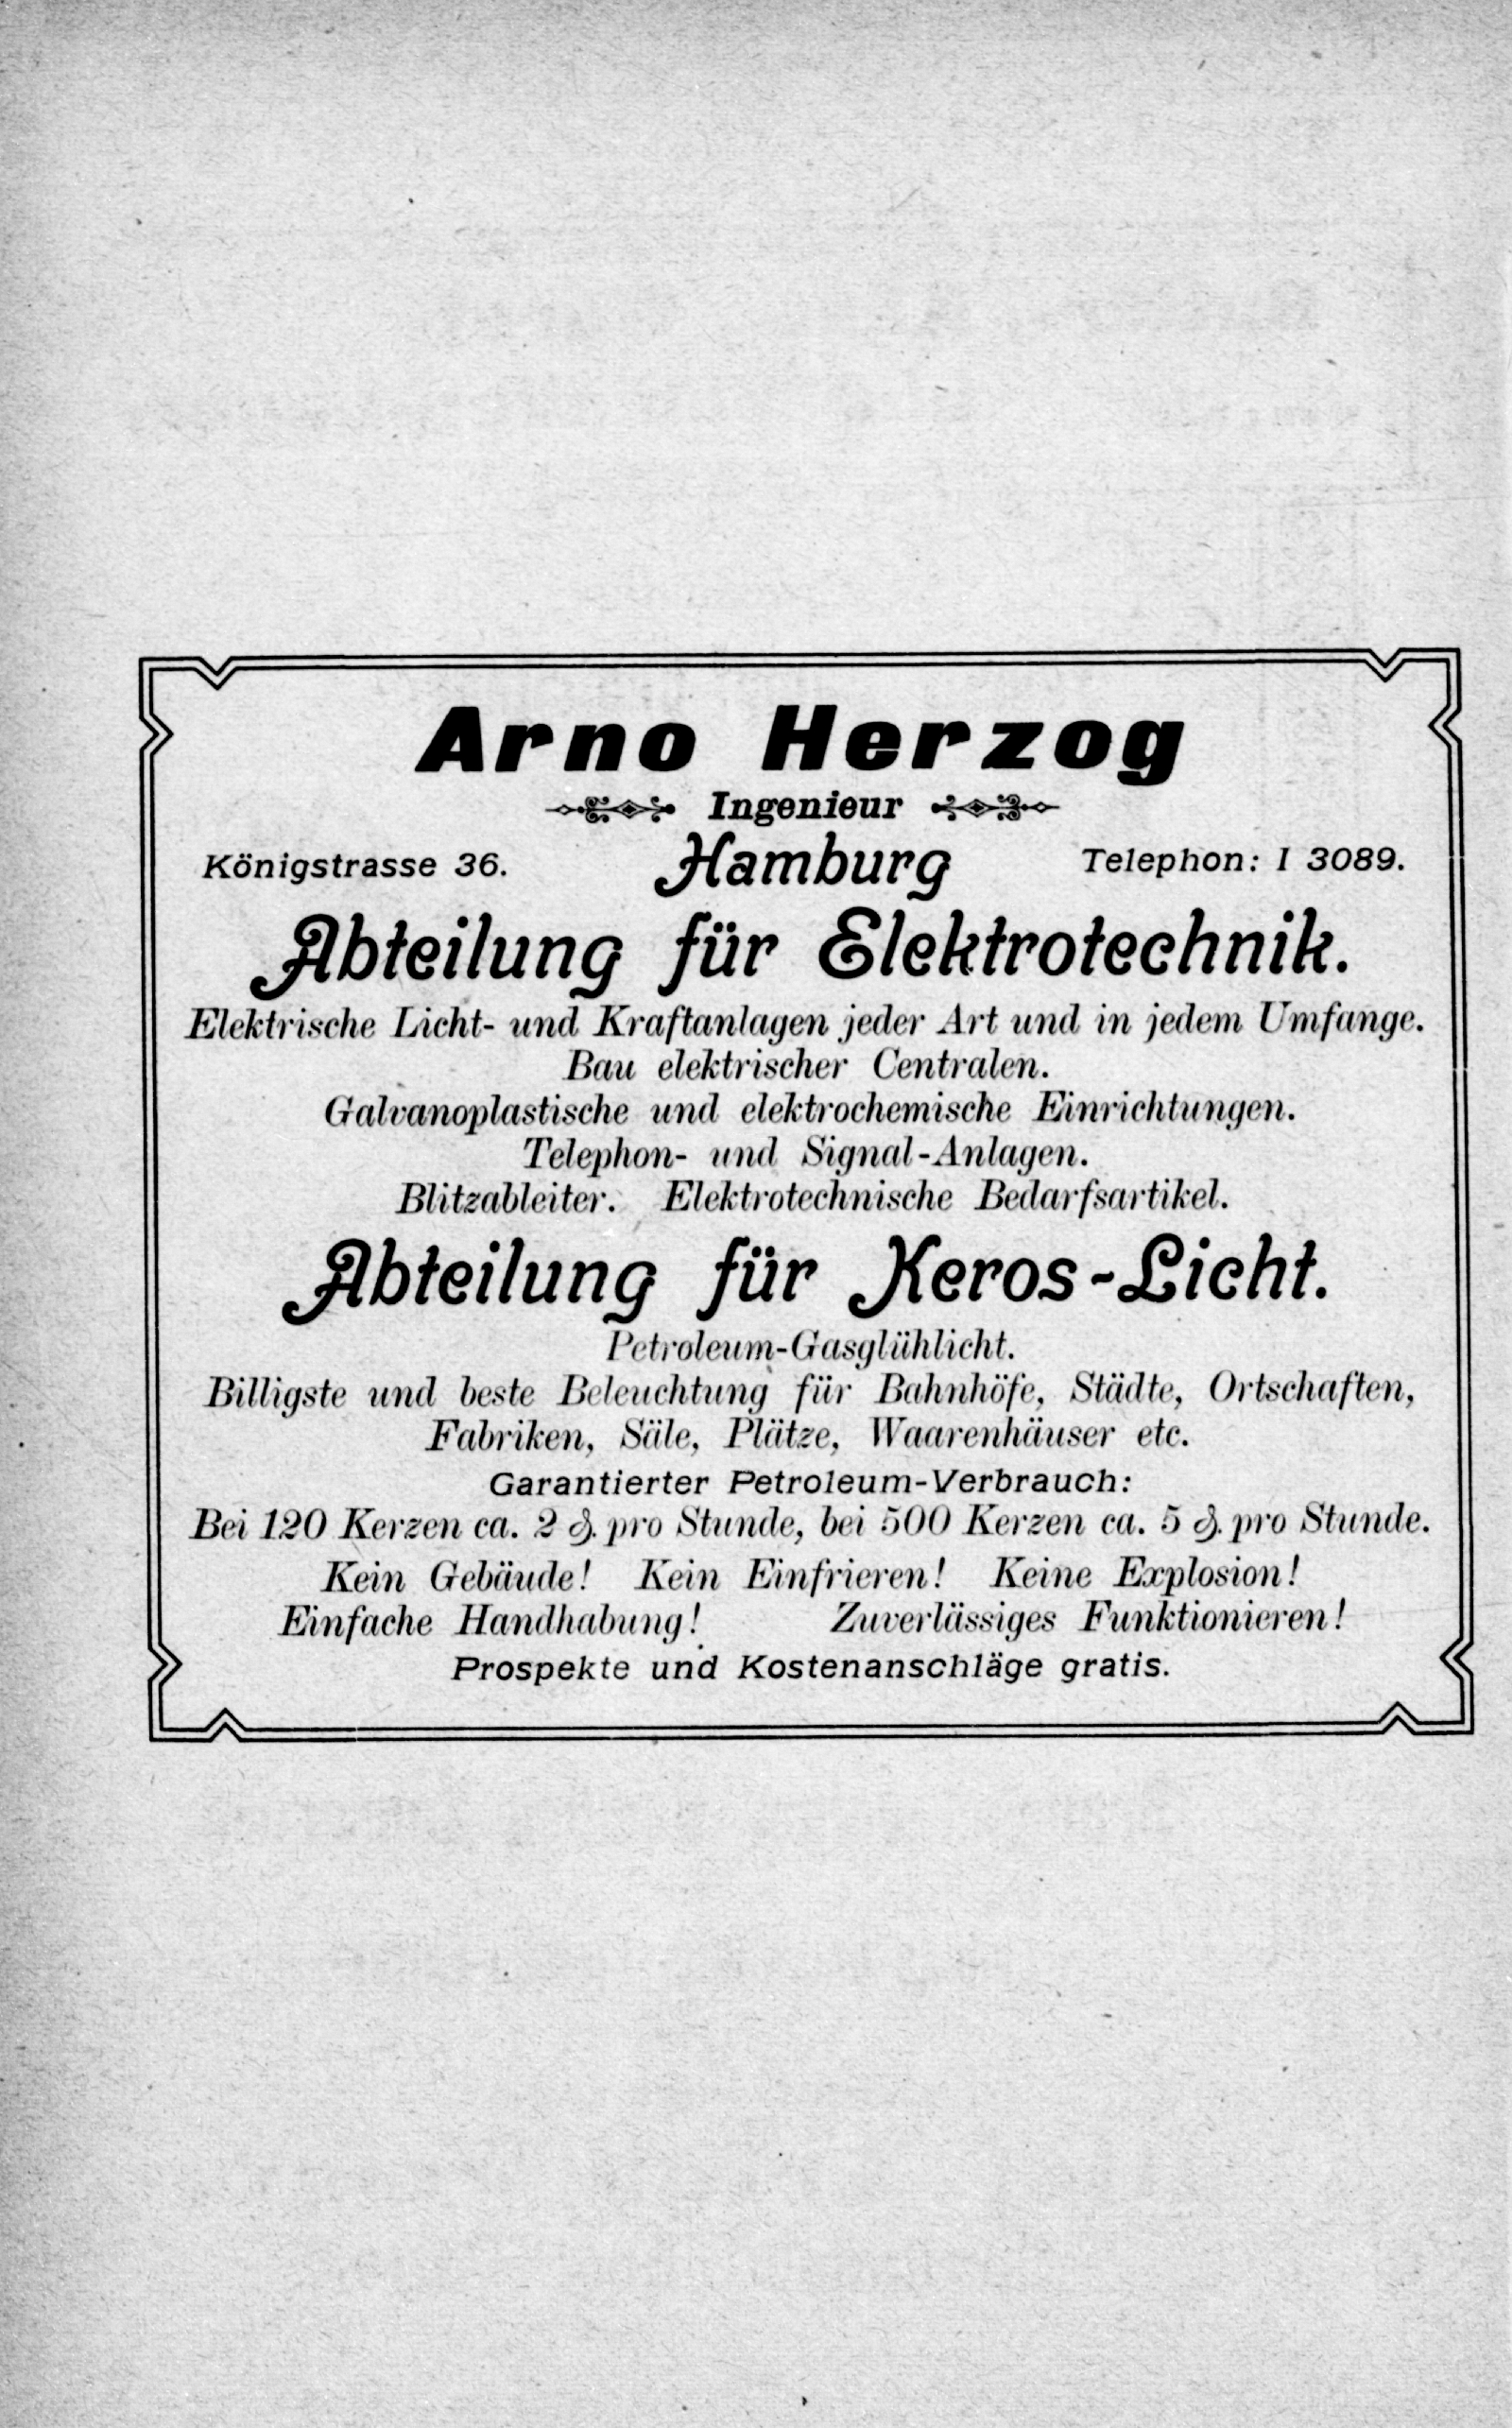 Arno Herzog
Ingenieur
Königstrasse 36. Hamburg Telephon: I 3089.
Abteilung für Elektrotechnik.
Elektrische Licht- und Kraftanlagen jeder Art und in jedem Umfange.
Bau elektrischer Centralen.
Galvanoplastische und elektrochemische Einrichtungen.
Telephon- und Signal-Anlagen.
Blitzableiter. Elektrotechnische Bedarfsartikel.
Abteilung für Keros-Licht.
Petroleum-Gasglühlicht.
Billigste und beste Beleuchtung für Bahnhöfe, Städte, Ortschaften,
Fabriken, Säle, Plätze, Waarenhäuser etc.
Garantierter Petroleum-Verbrauch:
Bei 120 Kerzen ca. 2 ₰. pro Stunde, bei 500 Kerzen ca. 5 ₰. pro Stunde.
Kein Gebäude! Kein Einfrieren! Keine Explosion!
Einfache Handhabung! Zuverlässiges Funktionieren!
Prospekte und Kostenanschläge gratis.